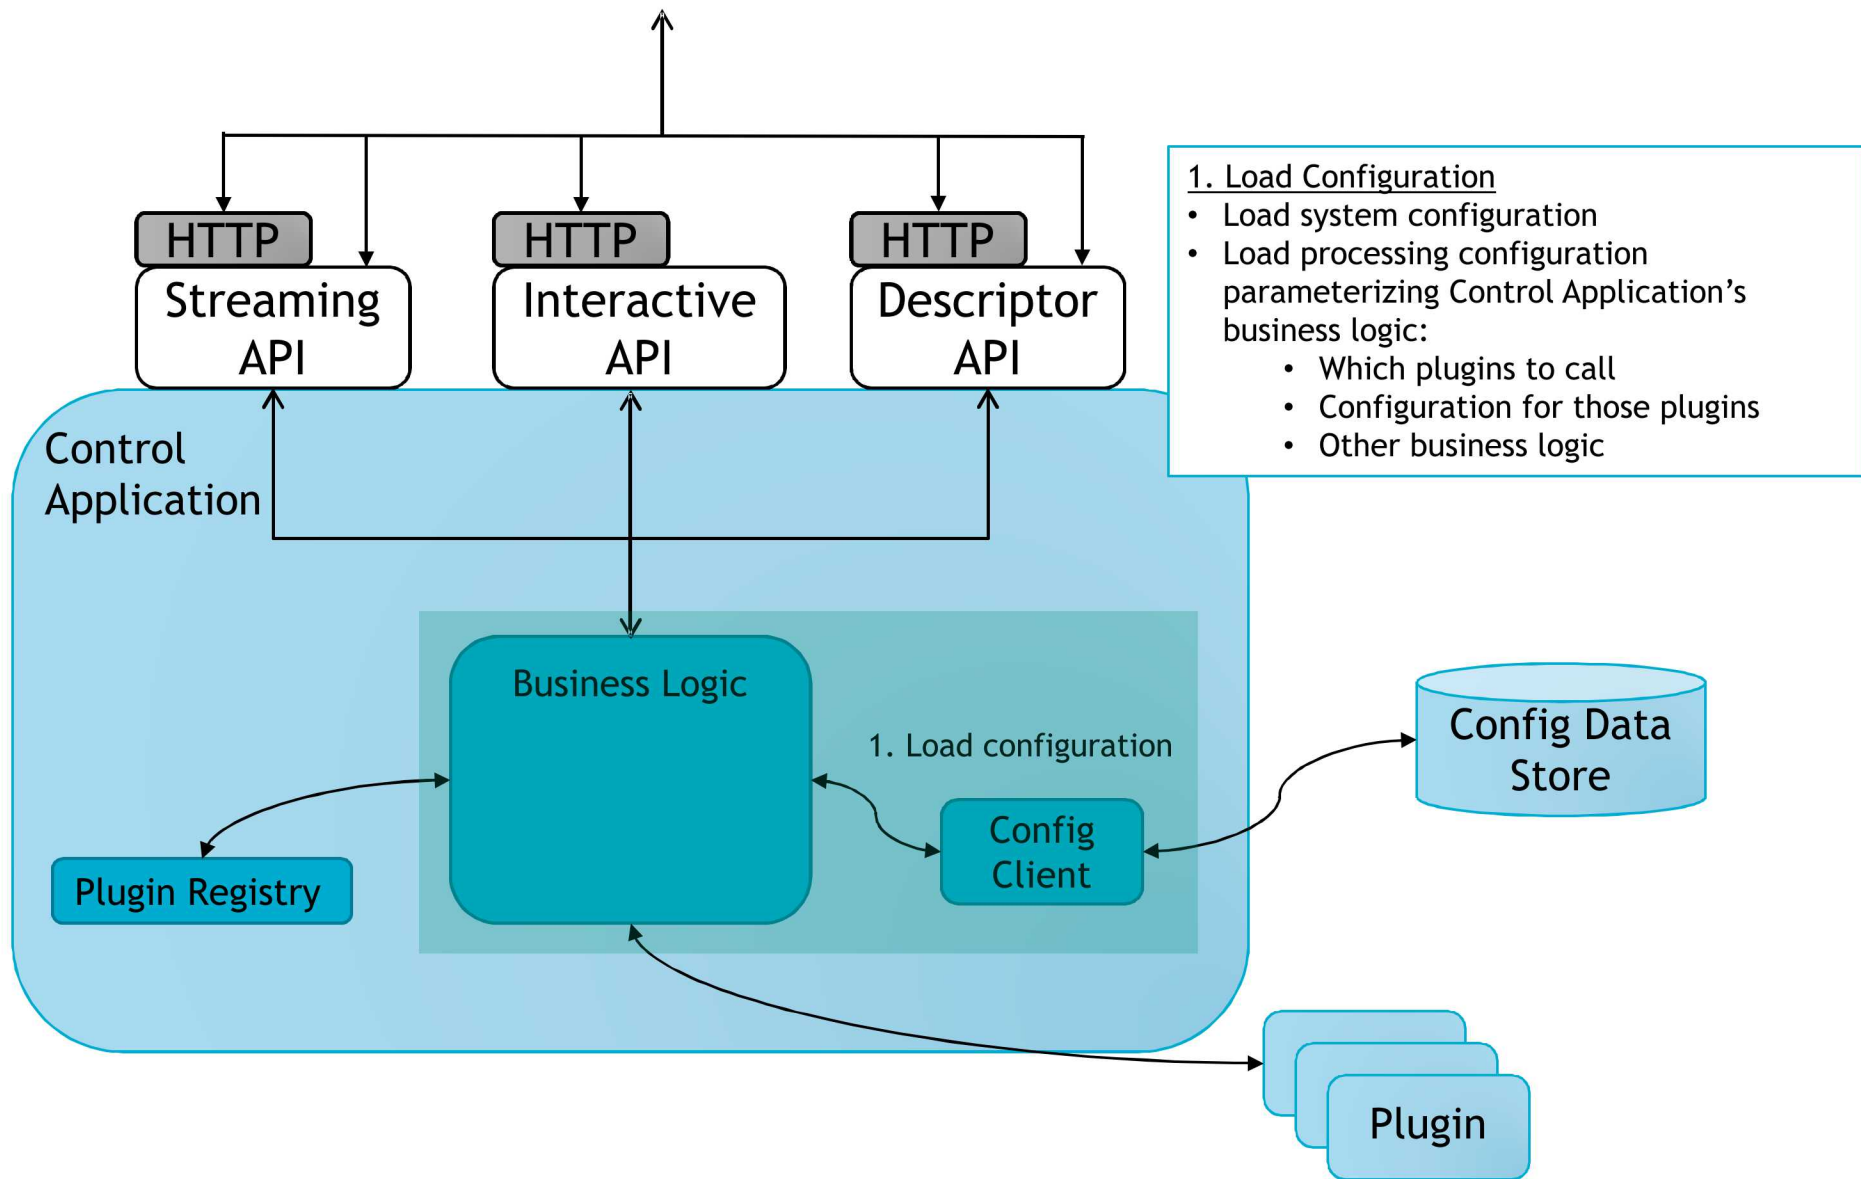 HTTP
HTTP
HTTP
Streaming
API
Interactive
API
Descriptor
API
1. Load Configuration
• Load system configuration
• Load processing configuration
parameterizing Control Application’s
business logic:
• Which plugins to call
• Configuration for those plugins
• Other business logic
Control
Application
Business Logic
1. Load configuration
Config
Client
Plugin Registry
Config Data
Store
Plugin